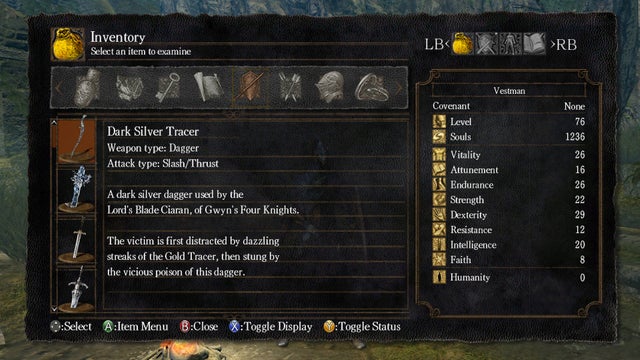 Inventory
Select an item to examine
LB
RB
Dark Silver Tracer
Weapon type: Dagger
Attack type: Slash/Thrust
A dark silver dagger used by the
Lord's Blade Ciaran, of Gwyn's Four Knights.
The victim is first distracted by dazzling
streaks of the Gold Tracer, then stung by
the vicious poison of this dagger.
Vestman
Covenant None
Level 76
Souls 1236
Vitality 26
Attunement 16
Endurance 26
Strength 22
Dexterity 29
Resistance 12
Intelligence 20
Faith 8
Humanity 0
:Select A:Item Menu B:Close X:Toggle Display Y:Toggle Status